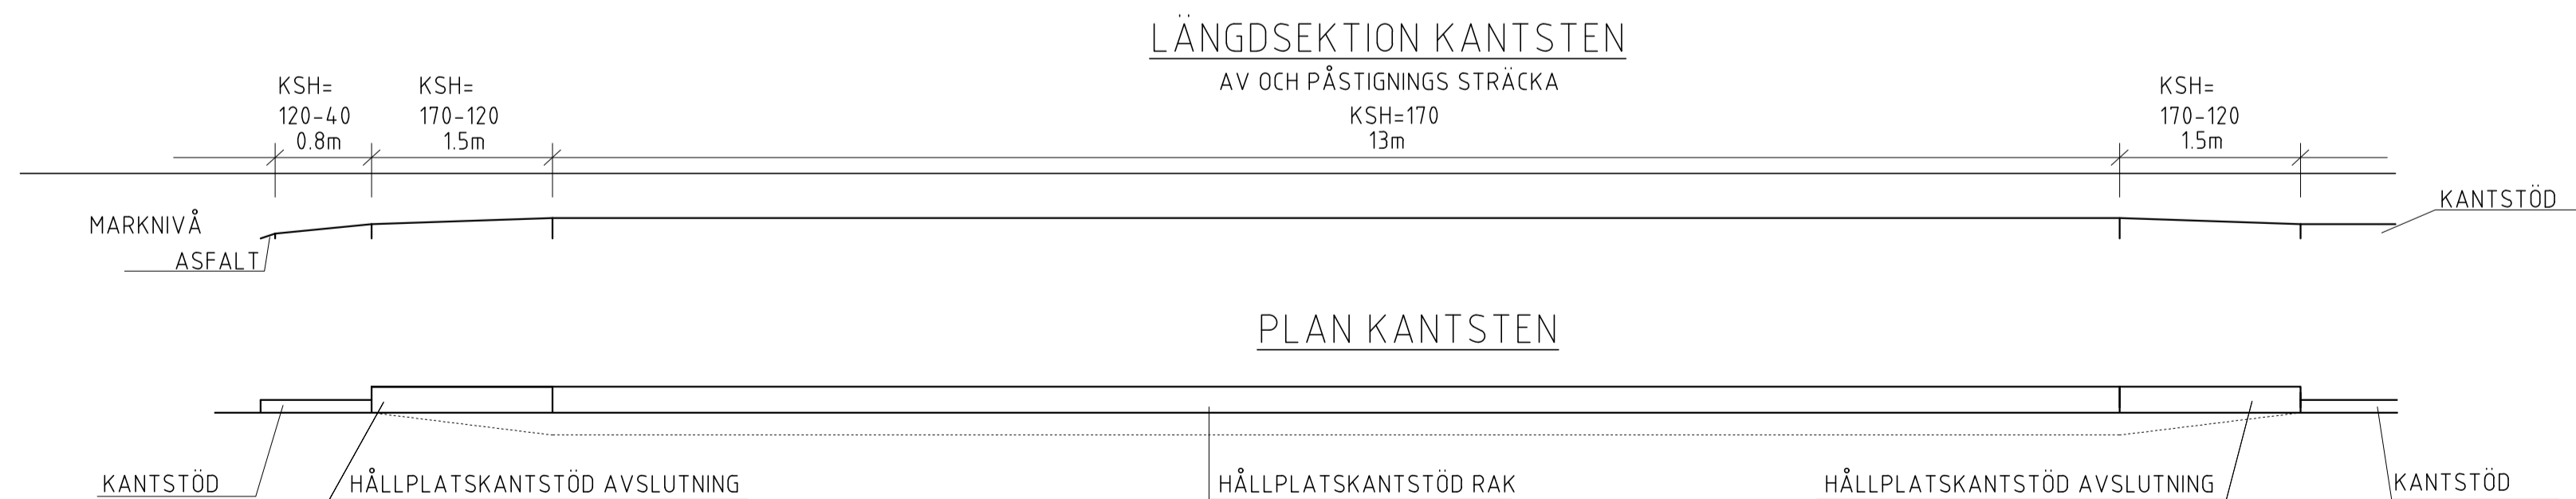 LÄNGDSEKTION KANTSTEN
AV OCH PÅSTIGNINGS STRÄCKA
KSH=
120-40
0.8m
KSH=
170-120
1.5m
KSH=170
13m
KSH=
170-120
1.5m
KANTSTÖD
MARKNIVÅ
ASFALT
PLAN KANTSTEN
KANTSTÖD
HÅLLPLATSKANTSTÖD AVSLUTNING
HÅLLPLATSKANTSTÖD RAK
HÅLLPLATSKANTSTÖD AVSLUTNING
KANTSTÖD